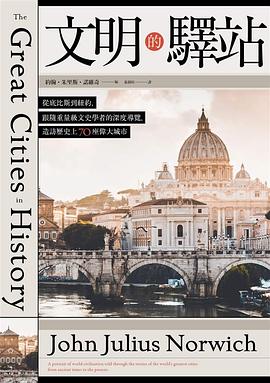 The Great Cities in History
文明的驛站
約翰·朱里斯·諾維奇
從底比斯到紐約,
跟隨重量級文史學者的深度導覽,
造訪歷史上70座偉大城市
John Julius Norwich
A portrait of world civilization told through the stories of the world's greatest cities
from ancient times to the present.